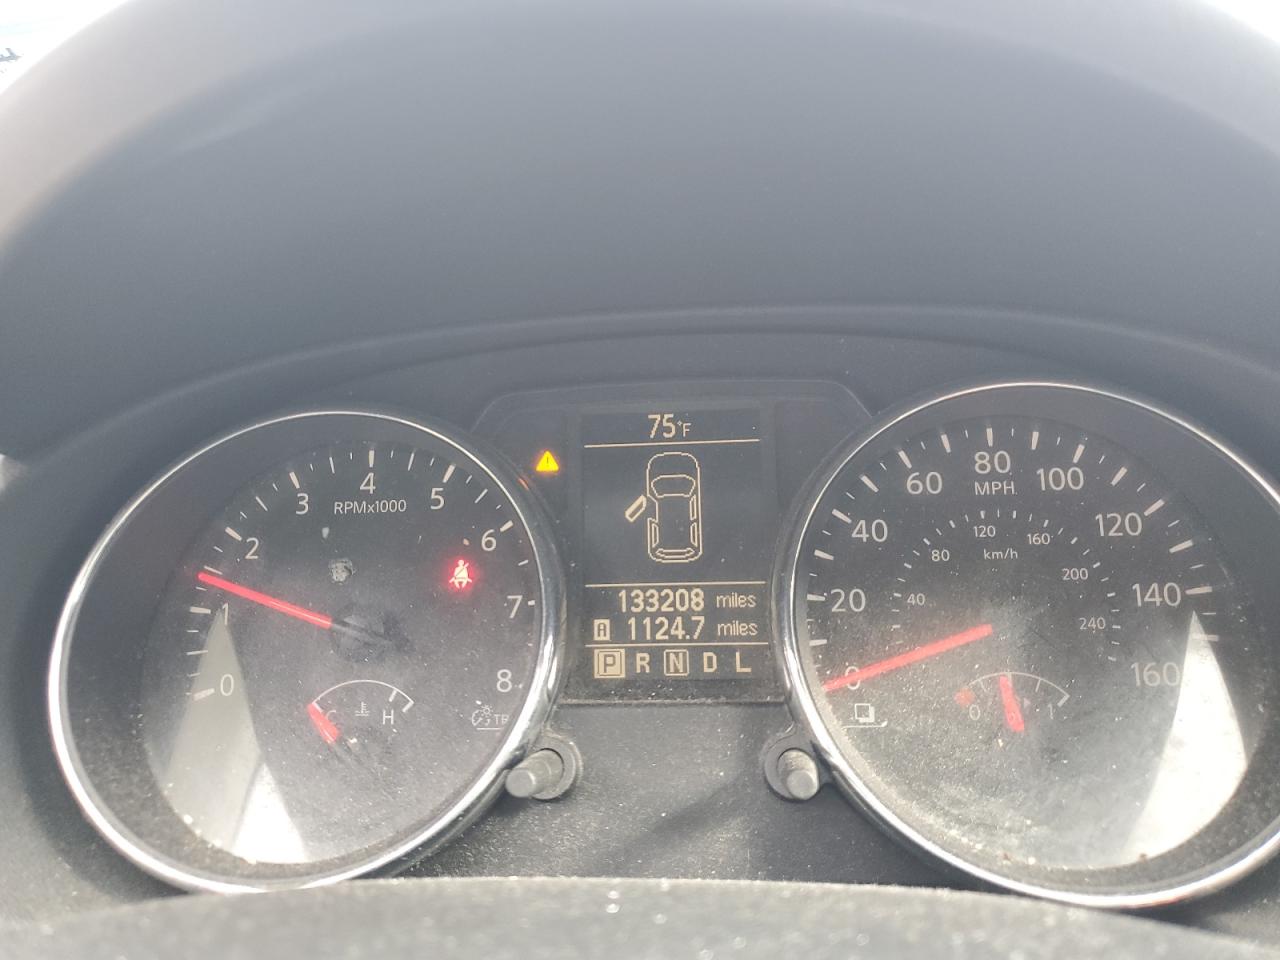 75°F
133208 miles
A 1124.7 miles
P R N D L
0 1 2 3 4 5 6 7 8
RPMx1000
C H
0 20 40 60 80 100 120 140 160
MPH
40 80 120 160 200 240
km/h
0 1